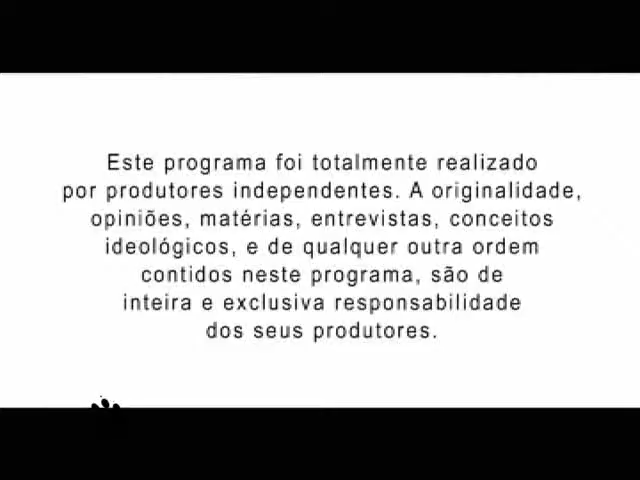 Este programa foi totalmente realizado
por produtores independentes. A originalidade,
opiniões, matérias, entrevistas, conceitos
ideológicos, e de qualquer outra ordem
contidos neste programa, são de
inteira e exclusiva responsabilidade
dos seus produtores.